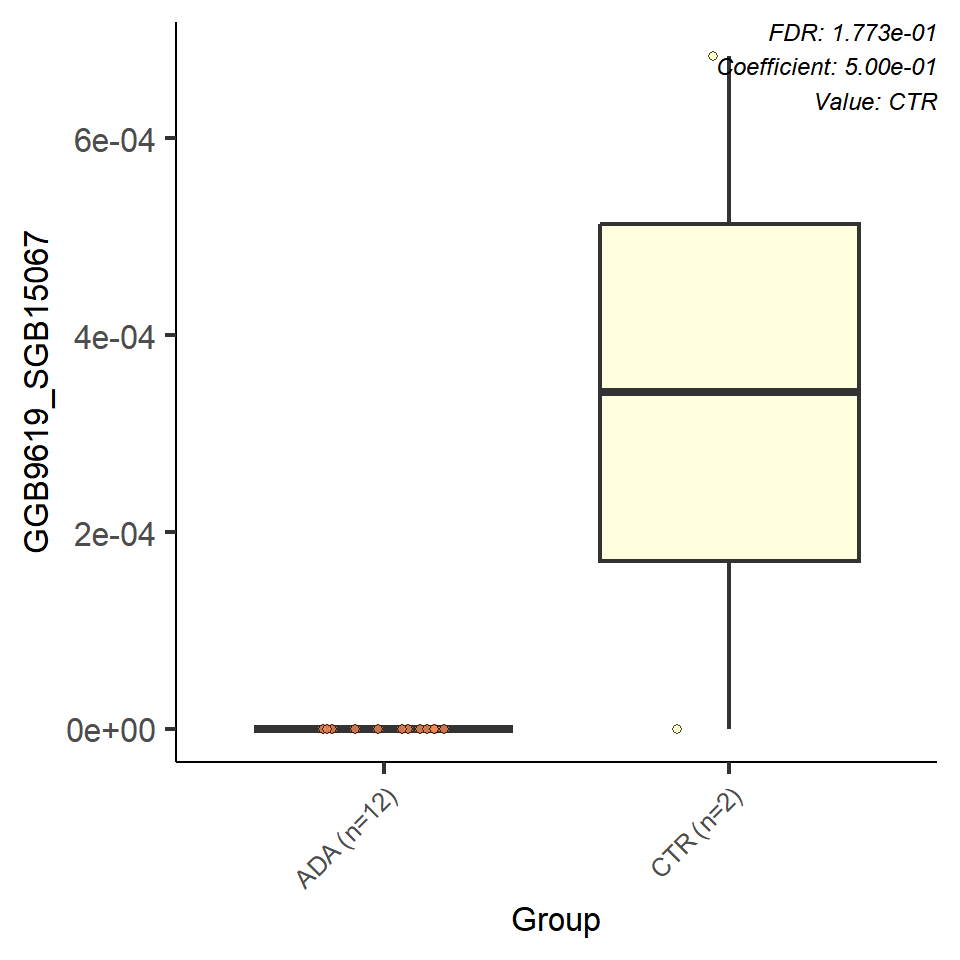 FDR: 1.773e-01
Coefficient: 5.00e-01
Value: CTR
6e-04
4e-04
2e-04
0e+00
GGB9619_SGB15067
ADA (n=12)
CTR (n=2)
Group